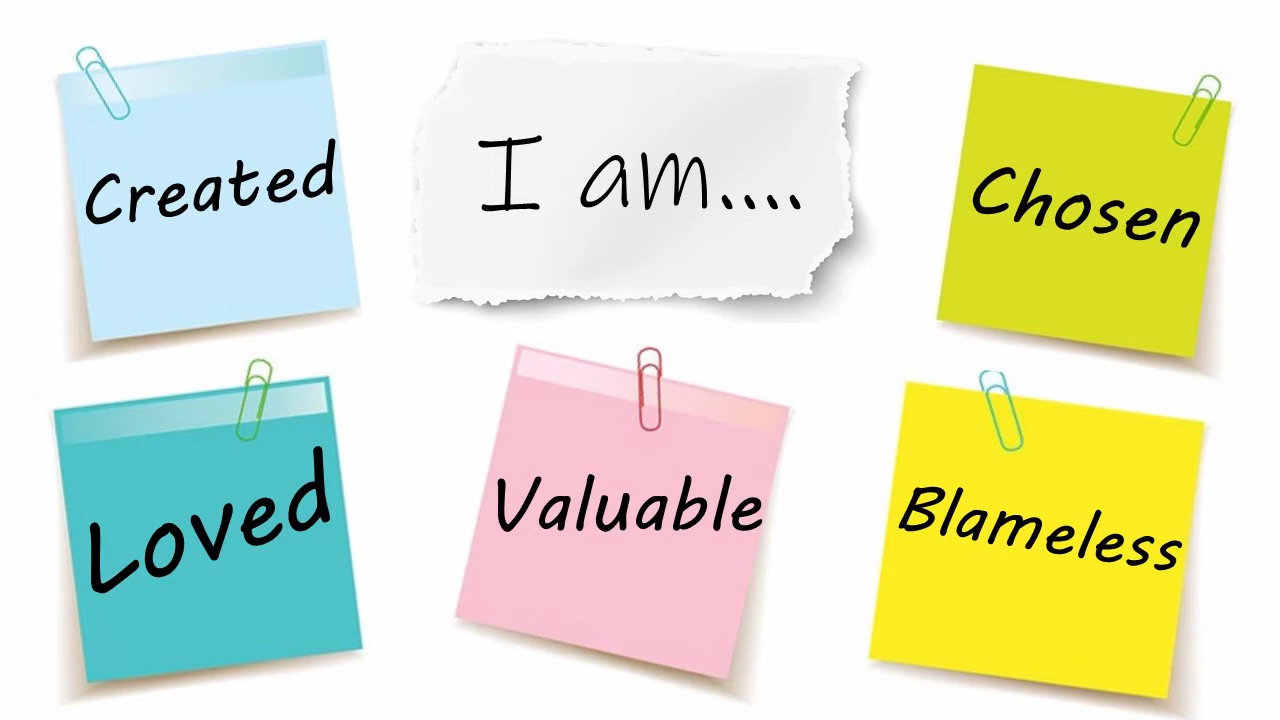 Created
I am....
Chosen
Loved
Valuable
Blameless